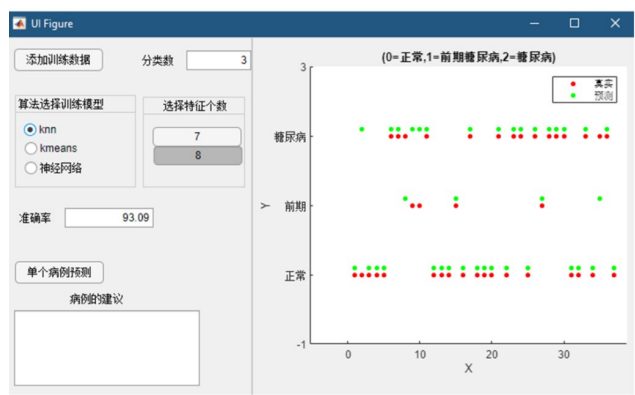 UI Figure
添加训练数据
分类数
3
算法选择训练模型
knn
kmeans
神经网络
选择特征个数
7
8
准确率
93.09
单个病例预测
病例的建议
(0=正常,1=前期糖尿病,2=糖尿病)
3
糖尿病
前期
正常
-1
Y
0
10
20
30
X
真实
预测